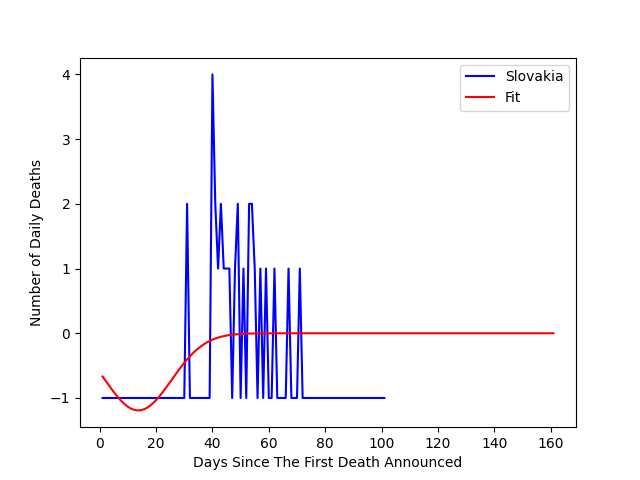 Slovakia
Fit
Number of Daily Deaths
4
3
2
1
0
−1
0 20 40 60 80 100 120 140 160
Days Since The First Death Announced